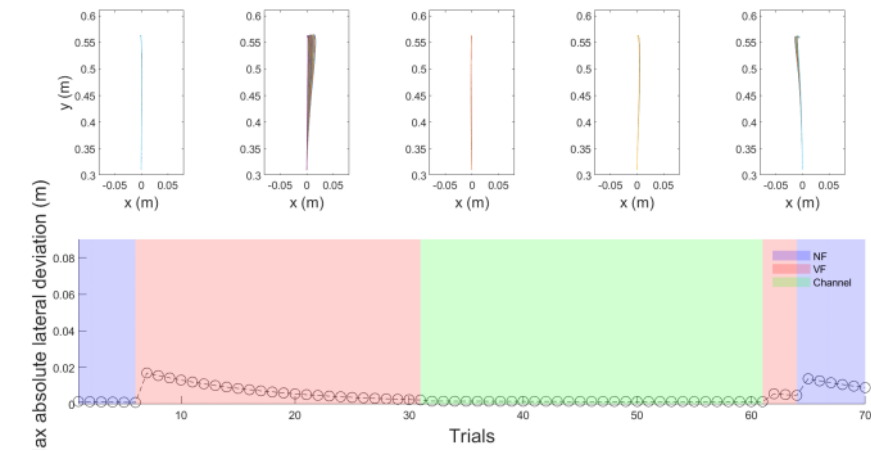 0.6 0.6 0.6 0.6 0.6
0.55 0.55 0.55 0.55 0.55
0.5 0.5 0.5 0.5 0.5
y (m)
0.45 0.45 0.45 0.45 0.45
0.4 0.4 0.4 0.4 0.4
0.35 0.35 0.35 0.35 0.35
0.3 0.3 0.3 0.3 0.3
-0.05 0 0.05 -0.05 0 0.05 -0.05 0 0.05 -0.05 0 0.05 -0.05 0 0.05
x (m) x (m) x (m) x (m) x (m)
ax absolute lateral deviation (m)
0.08
0.06
0.04
0.02
0
NF
VF
Channel
10 20 30 40 50 60 70
Trials